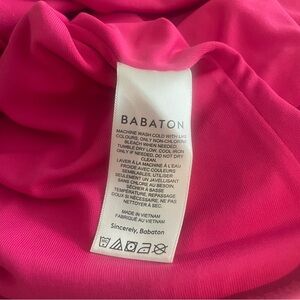 BABATON
MACHINE WASH COLD WITH LIKE
COLOURS. ONLY NON-CHLORINE
BLEACH WHEN NEEDED.
TUMBLE DRY LOW. COOL IRON
ONLY IF NEEDED. DO NOT DRY
CLEAN.
LAVER À LA MACHINE À L'EAU
FROIDE AVEC COULEURS
SEMBLABLES. UTILISER
SEULEMENT UN JAVELLISANT
SANS CHLORE AU BESOIN.
SÉCHER À BASSE
TEMPÉRATURE. REPASSAGE
DOUX SI NÉCESSAIRE. NE PAS
NETTOYER À SEC.
MADE IN VIETNAM
FABRIQUÉ AU VIETNAM
Sincerely, Babaton